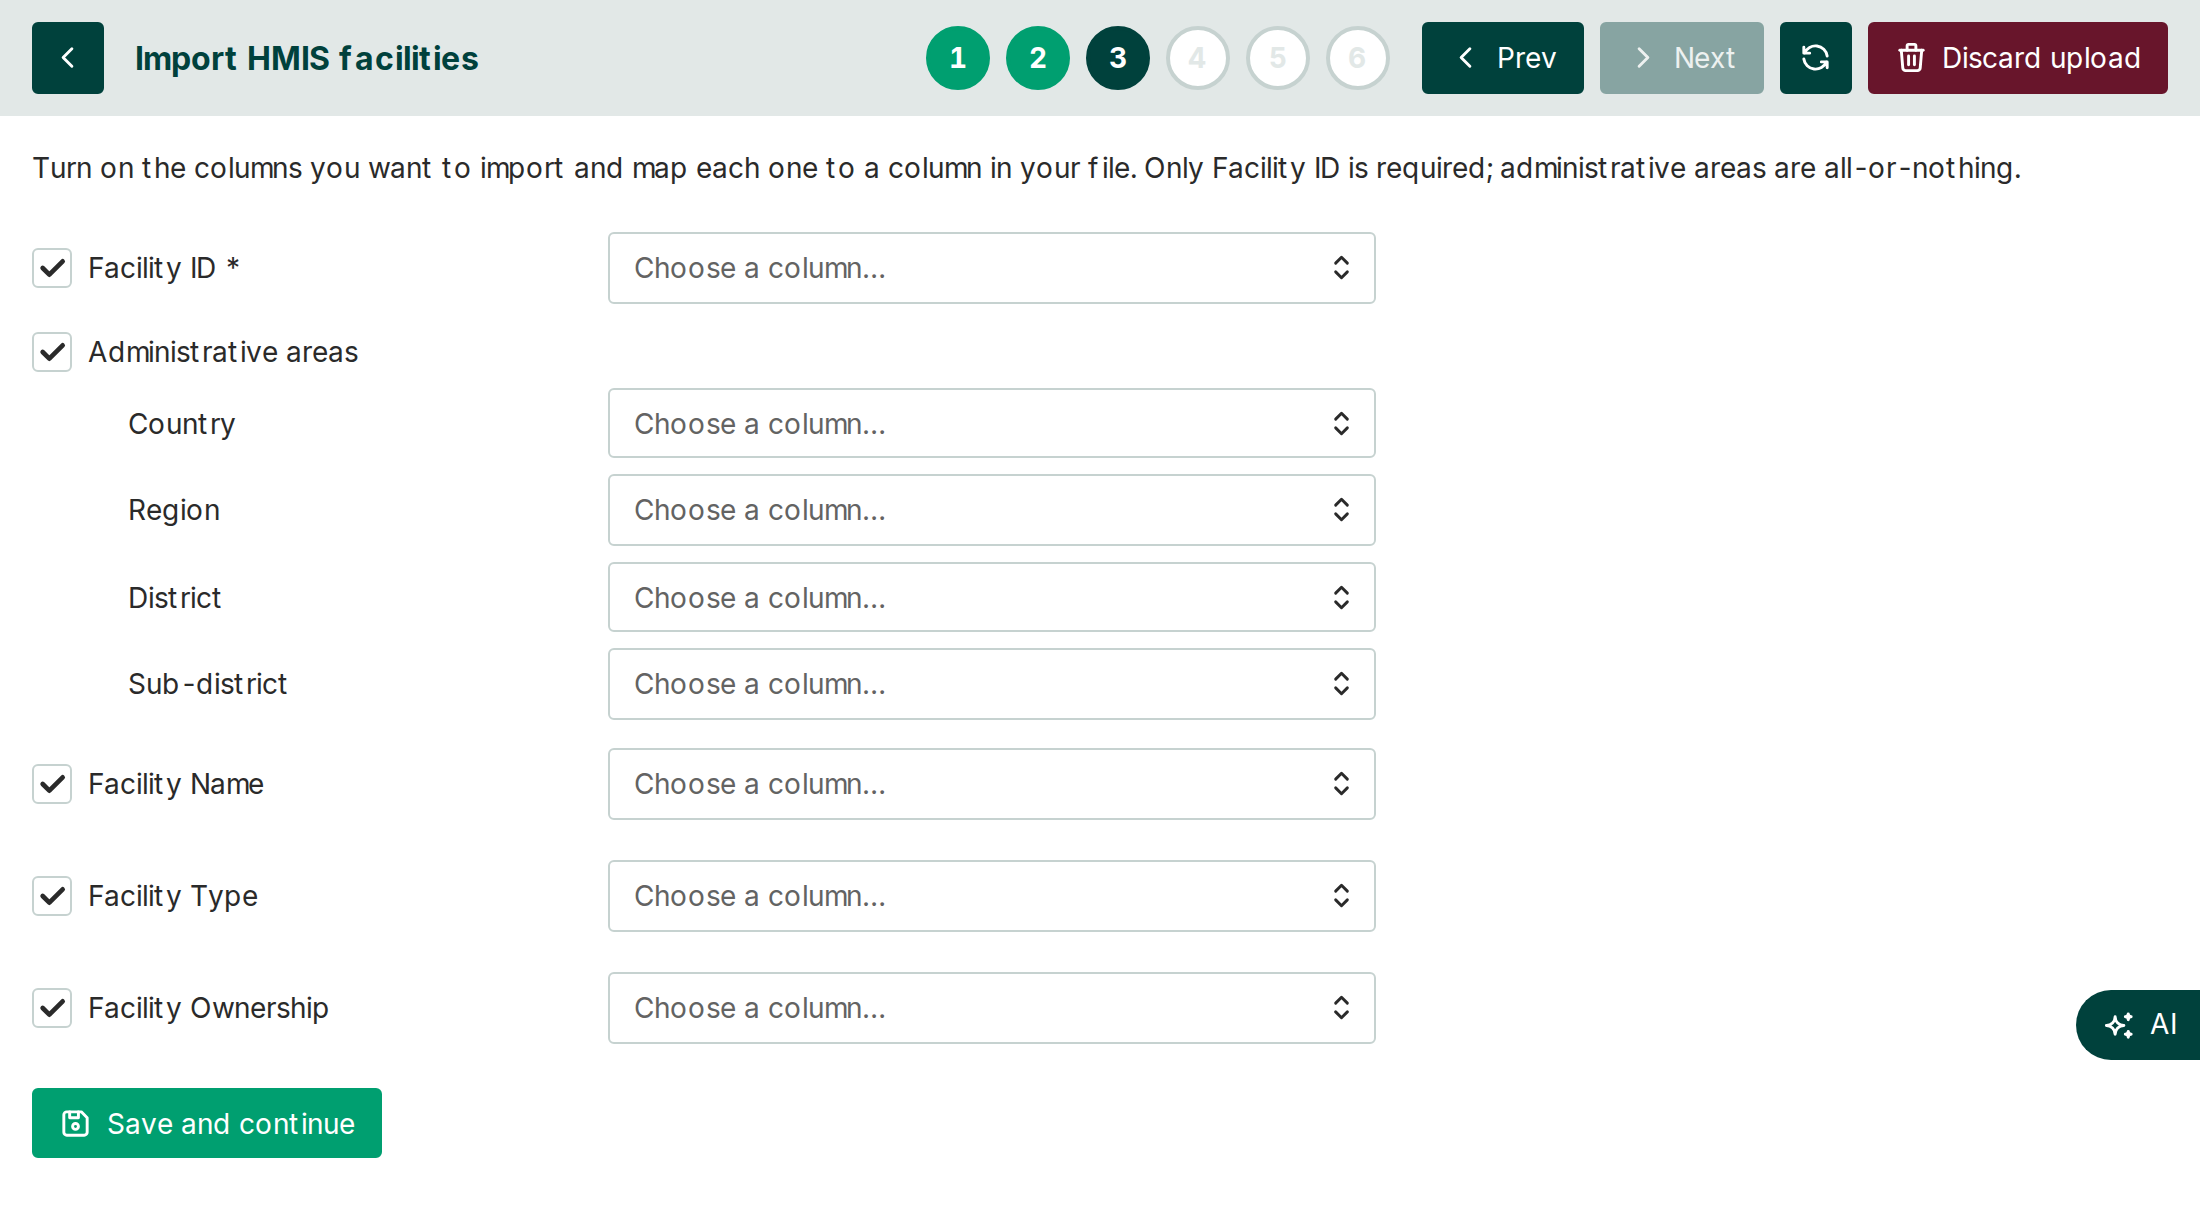 Import HMIS facilities
1 2 3 4 5 6
Prev
Next
Discard upload
Turn on the columns you want to import and map each one to a column in your file. Only Facility ID is required; administrative areas are all-or-nothing.
Facility ID *
Choose a column...
Administrative areas
Country
Choose a column...
Region
Choose a column...
District
Choose a column...
Sub-district
Choose a column...
Facility Name
Choose a column...
Facility Type
Choose a column...
Facility Ownership
Choose a column...
AI
Save and continue